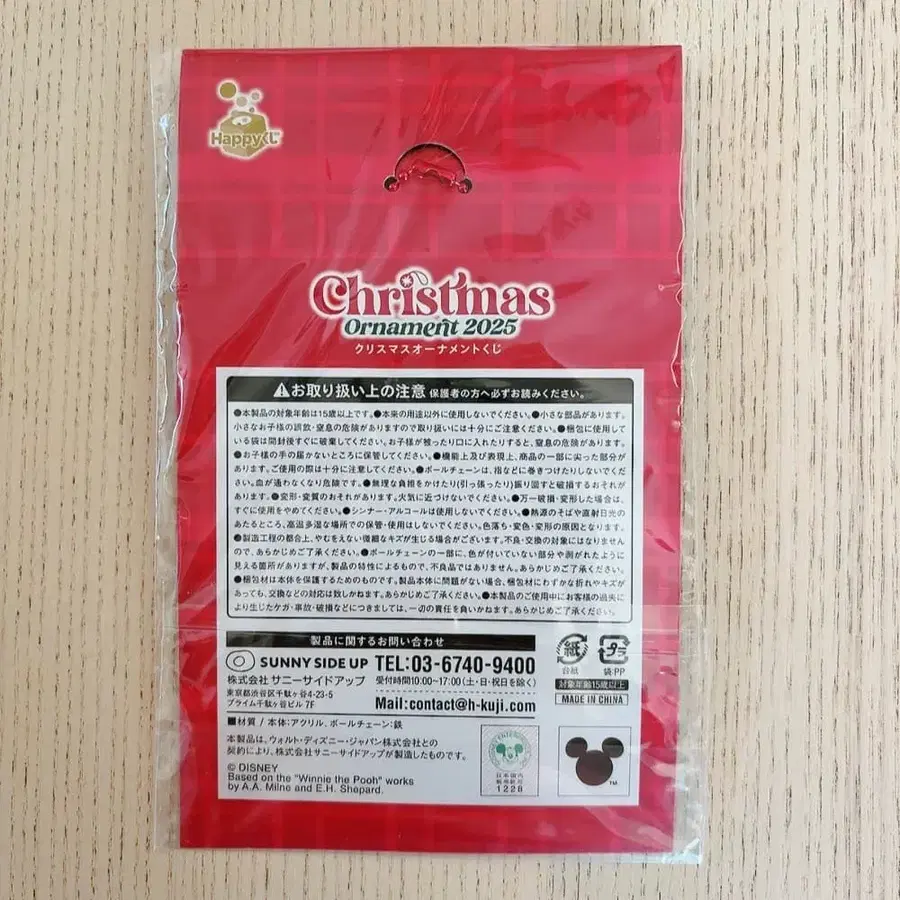 Happyくじ
Christmas
Ornament 2025
クリスマスオーナメントくじ
⚠お取り扱い上の注意 保護者の方へ必ずお読みください。
●本製品の対象年齢は15歳以上です。●本来の用途以外に使用しないでください。●小さな部品があります。
小さなお子様の誤飲・窒息の危険がありますので取り扱いには十分にご注意ください。●梱包に使用して
いる袋は開封後すぐに破棄してください。お子様が被ったり口に入れたりすると、窒息の危険があります。
●お子様の手の届かないところに保管してください。●機能上及び表現上、商品の一部に尖った部分が
あります。ご使用の際は十分に注意してください。●ボールチェーンは、指などに巻きつけたりしないでくだ
さい。血が通わなくなり危険です。●無理な負担をかけたり(引っ張ったり)振り回すと破損するおそれが
あります。●変形・変質のおそれがあります。火気に近づけないでください。●万一破損・変形した場合は、
すぐに使用をやめてください。●シンナー・アルコールは使用しないでください。●熱源のそばや直射日光の
あたるところ、高温多湿な場所での保管・使用はしないでください。色落ち・変色・変形の原因となります。
●製造工程の都合上、やむをえない微細なキズが生じる場合がございます。不良・交換の対象にはなりません
ので、あらかじめご了承ください。●ボールチェーンの一部に、色が付いていない部分や剥がれたように
見える箇所がありますが、製品の特性によるもので、不良品ではありません。あらかじめご了承ください。
●梱包材は本体を保護するためのものです。製品本体に問題がない場合、梱包材にわずかな折れやキズが
あっても、交換などの対応は致しかねます。あらかじめご了承ください。●本製品のご使用中にお客様の過失に
より生じたケガ・事故・破損などにつきましては、一切の責任を負いかねます。あらかじめご了承ください。
製品に関するお問い合わせ
SUNNY SIDE UP
株式会社 サニーサイドアップ
東京都渋谷区千駄ヶ谷4-23-5
プライム千駄ヶ谷ビル 7F
TEL:03-6740-9400
受付時間10:00〜17:00(土・日・祝日を除く)
Mail:contact@h-kuji.com
紙
台紙
プラ
袋:PP
対象年齢15歳以上
MADE IN CHINA
■材質 / 本体:アクリル、ボールチェーン:鉄
本製品は、ウォルト・ディズニー・ジャパン株式会社との
契約により、株式会社サニーサイドアップが製造したものです。
© DISNEY
Based on the "Winnie the Pooh" works
by A.A. Milne and E.H. Shepard.
日本国内
販売許諾
1228
TM